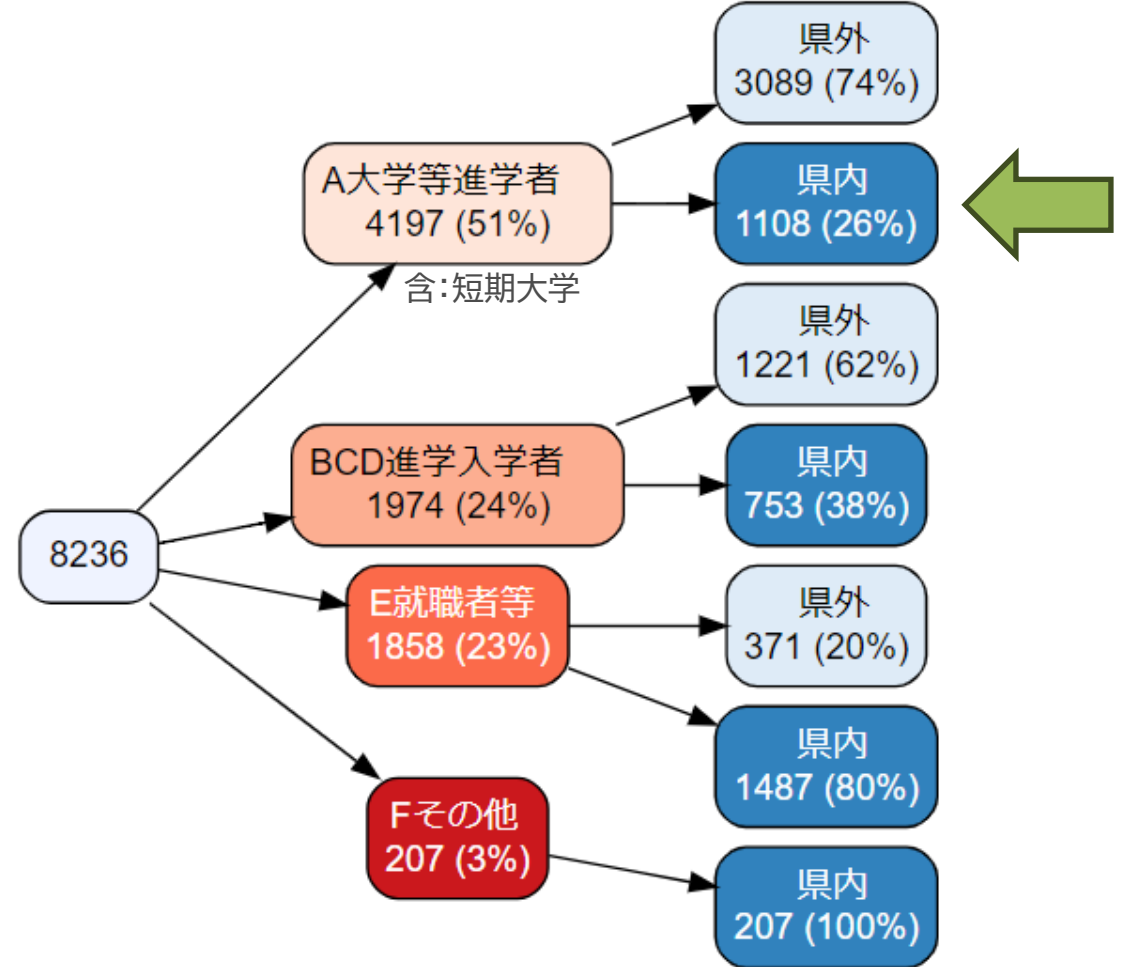 県外
3089 (74%)
A大学等進学者
4197 (51%)
県内
1108 (26%)
含：短期大学
県外
1221 (62%)
BCD進学入学者
1974 (24%)
県内
753 (38%)
8236
E就職者等
1858 (23%)
県外
371 (20%)
県内
1487 (80%)
Fその他
207 (3%)
県内
207 (100%)